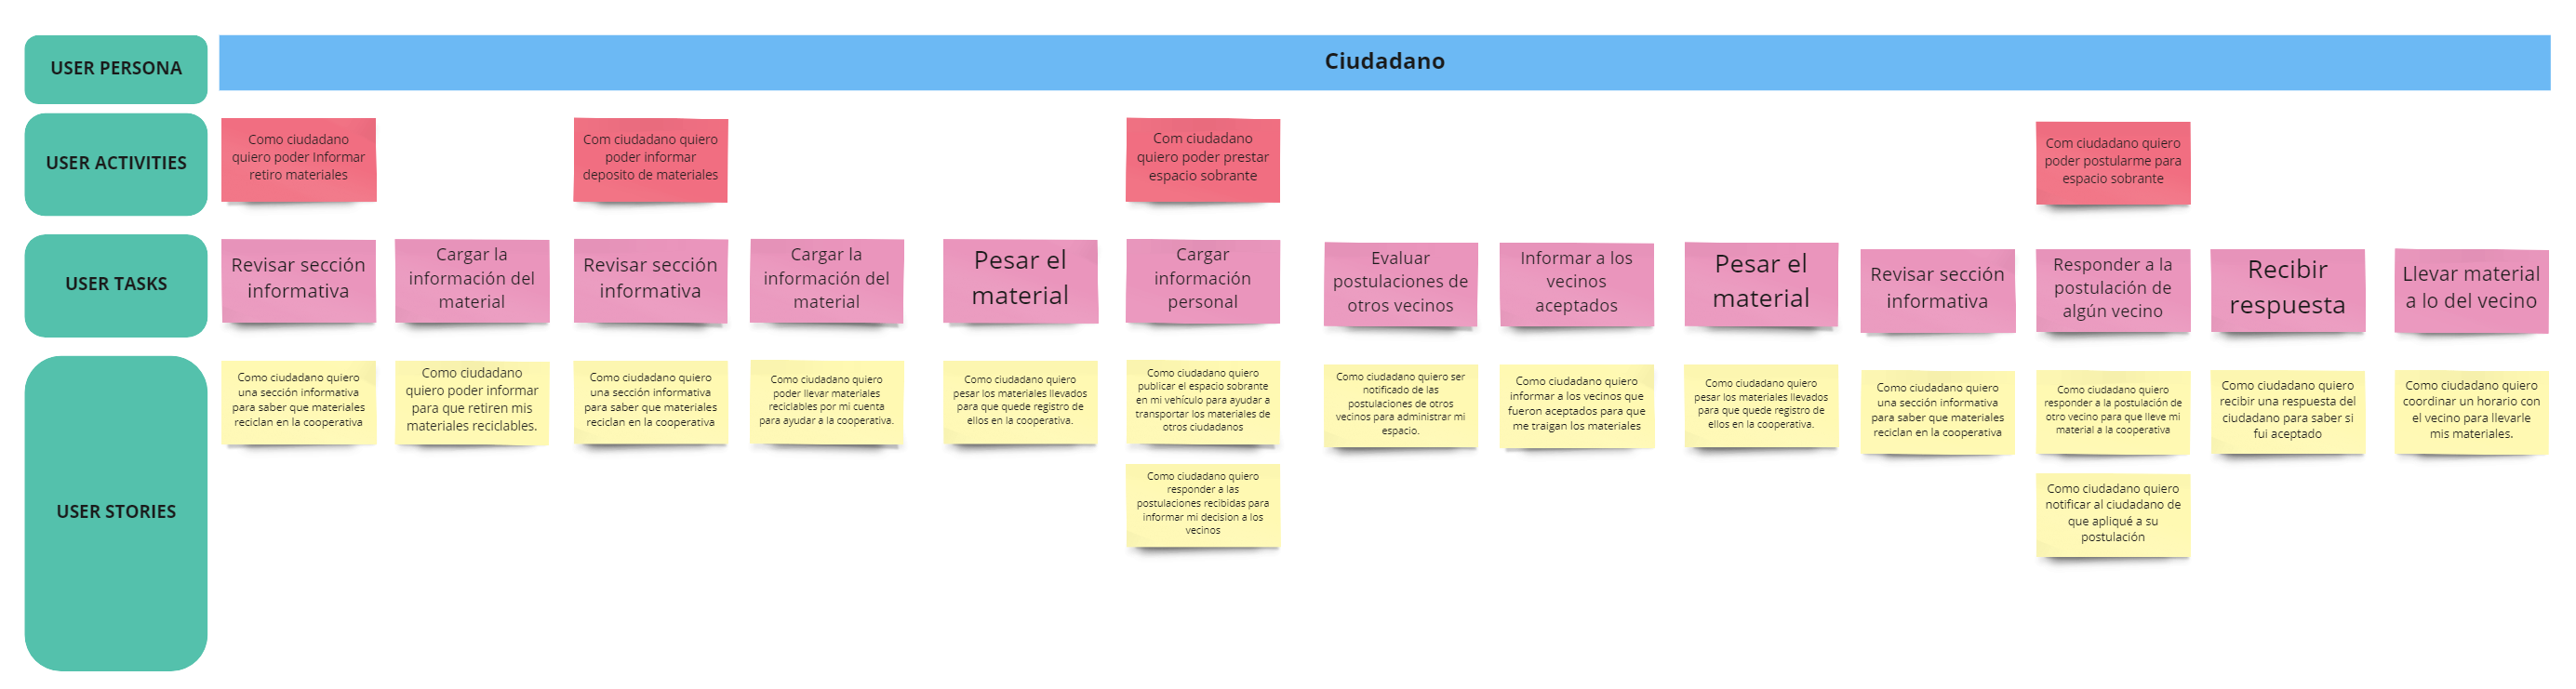 USER PERSONA
Ciudadano
USER ACTIVITIES
Como ciudadano
quiero poder Informar
retiro materiales
Com ciudadano quiero
poder informar
deposito de materiales
Com ciudadano
quiero poder prestar
espacio sobrante
Com ciudadano quiero
poder postularme para
espacio sobrante
USER TASKS
Revisar sección
informativa
Cargar la
información del
material
Revisar sección
informativa
Cargar la
información del
material
Pesar el
material
Cargar
información
personal
Evaluar
postulaciones de
otros vecinos
Informar a los
vecinos
aceptados
Pesar el
material
Revisar sección
informativa
Responder a la
postulación de
algún vecino
Recibir
respuesta
Llevar material
a lo del vecino
USER STORIES
Como ciudadano quiero
una sección informativa
para saber que materiales
reciclan en la cooperativa
Como ciudadano
quiero poder informar
para que retiren mis
materiales reciclables.
Como ciudadano quiero
una sección informativa
para saber que materiales
reciclan en la cooperativa
Como ciudadano quiero
poder llevar materiales
reciclables por mi cuenta
para ayudar a la cooperativa.
Como ciudadano quiero
pesar los materiales llevados
para que quede registro de
ellos en la cooperativa.
Como ciudadano quiero
publicar el espacio sobrante
en mi vehículo para ayudar a
transportar los materiales de
otros ciudadanos
Como ciudadano quiero ser
notificado de las
postulaciones de otros
vecinos para administrar mi
espacio.
Como ciudadano quiero
informar a los vecinos que
fueron aceptados para que
me traigan los materiales
Como ciudadano quiero
pesar los materiales llevados
para que quede registro de
ellos en la cooperativa.
Como ciudadano quiero
una sección informativa
para saber que materiales
reciclan en la cooperativa
Como ciudadano quiero
responder a la postulación de
otro vecino para que lleve mi
material a la cooperativa
Como ciudadano quiero
recibir una respuesta del
ciudadano para saber si
fui aceptado
Como ciudadano quiero
coordinar un horario con
el vecino para llevarle
mis materiales.
Como ciudadano quiero
responder a las
postulaciones recibidas para
informar mi decision a los
vecinos
Como ciudadano quiero
notificar al ciudadano de
que apliqué a su
postulación